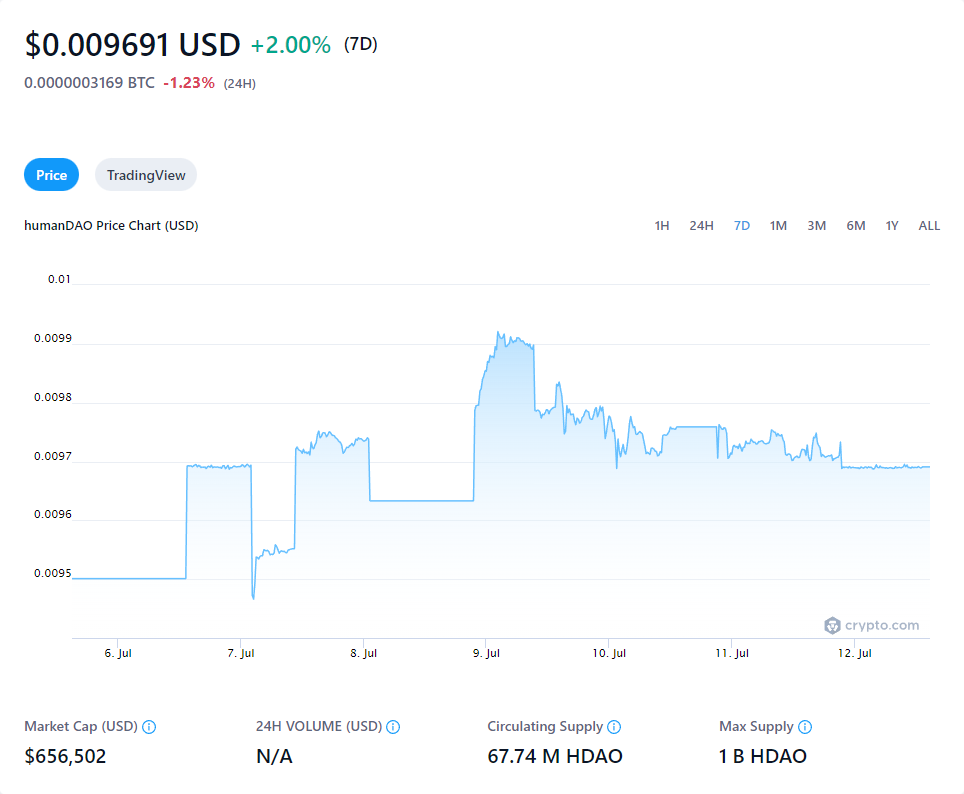 $0.009691 USD +2.00% (7D)
0.0000003169 BTC -1.23% (24H)
Price TradingView
humanDAO Price Chart (USD) 1H 24H 7D 1M 3M 6M 1Y ALL
0.01
0.0099
0.0098
0.0097
0.0096
0.0095
crypto.com
6. Jul 7. Jul 8. Jul 9. Jul 10. Jul 11. Jul 12. Jul
Market Cap (USD) 24H VOLUME (USD) Circulating Supply Max Supply
$656,502 N/A 67.74 M HDAO 1 B HDAO